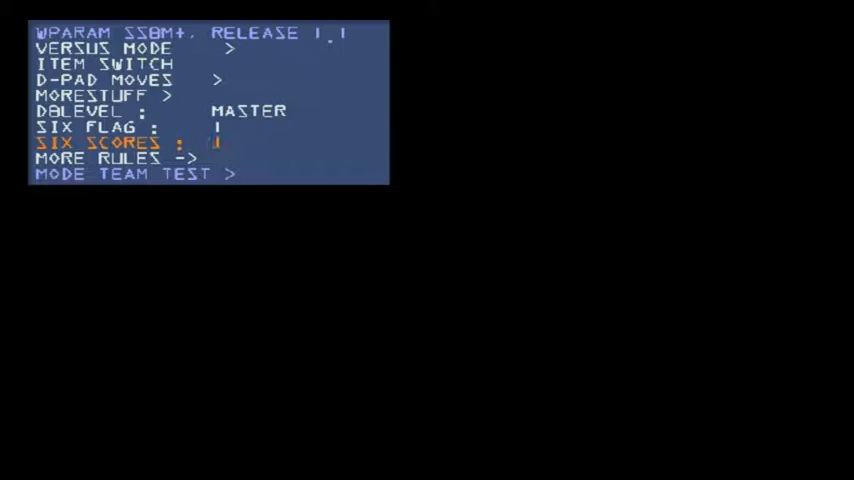 WPARAM SSBM+. RELEASE 1.1
VERSUS MODE >
ITEM SWITCH
D-PAD MOVES >
MORESTUFF >
DBLEVEL : MASTER
SIX FLAG : 1
SIX SCORES : 1
MORE RULES ->
MODE TEAM TEST >